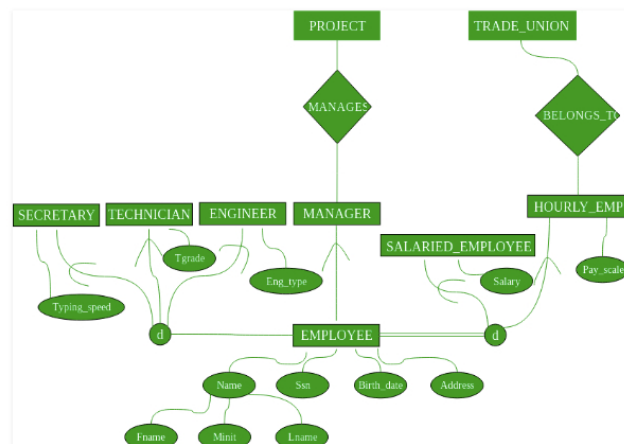 PROJECT
TRADE_UNION
MANAGES
BELONGS_TO
SECRETARY
TECHNICIAN
ENGINEER
MANAGER
HOURLY_EMP
SALARIED_EMPLOYEE
Tgrade
Eng_type
Salary
Pay_scale
Typing_speed
d
EMPLOYEE
d
Name
Ssn
Birth_date
Address
Fname
Minit
Lname